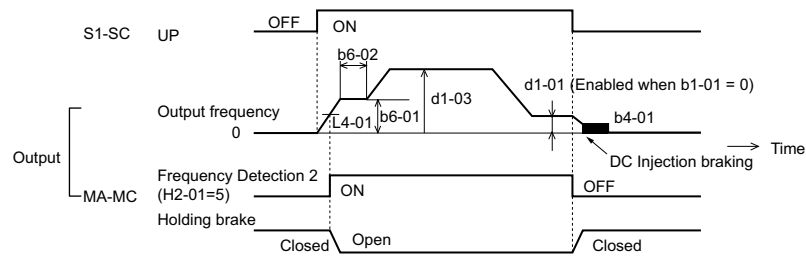 S1-SC UP OFF ON
b6-02
d1-01 (Enabled when b1-01 = 0)
Output frequency
0
L4-01
b6-01
d1-03
b4-01
Time
DC Injection braking
Output
MA-MC
Frequency Detection 2
(H2-01=5)
ON
OFF
Holding brake
Closed
Open
Closed